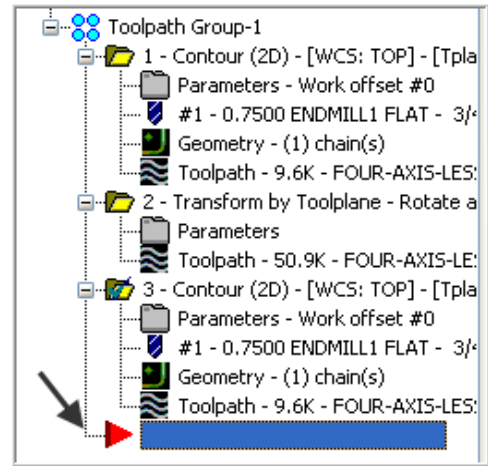 Toolpath Group-1
1 - Contour (2D) - [WCS: TOP] - [Tpla
Parameters - Work offset #0
#1 - 0.7500 ENDMILL1 FLAT - 3/
Geometry - (1) chain(s)
Toolpath - 9.6K - FOUR-AXIS-LES
2 - Transform by Toolplane - Rotate a
Parameters
Toolpath - 50.9K - FOUR-AXIS-LE
3 - Contour (2D) - [WCS: TOP] - [Tpla
Parameters - Work offset #0
#1 - 0.7500 ENDMILL1 FLAT - 3/
Geometry - (1) chain(s)
Toolpath - 9.6K - FOUR-AXIS-LES